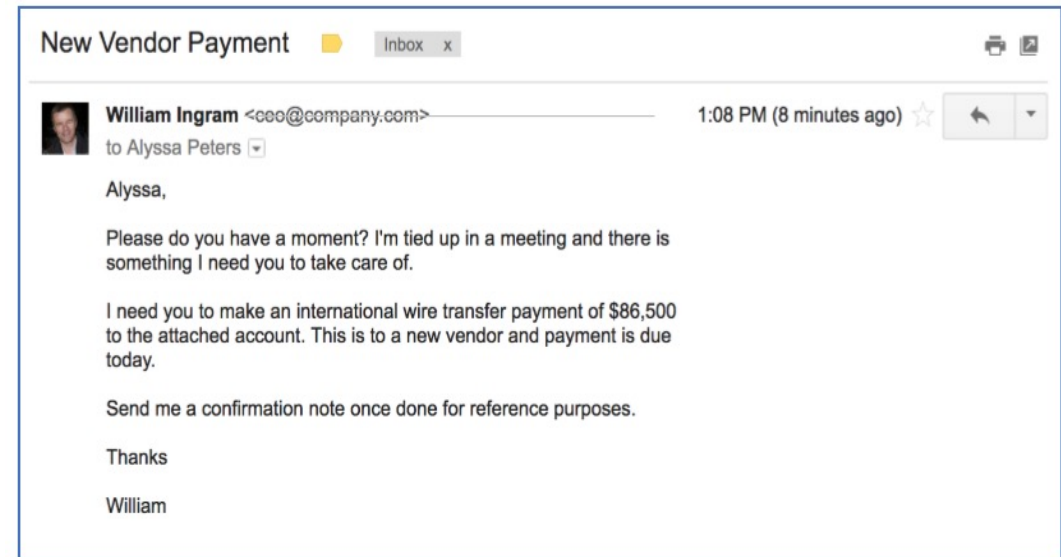 New Vendor Payment
Inbox x
William Ingram <ceo@company.com>
1:08 PM (8 minutes ago)
to Alyssa Peters
Alyssa,
Please do you have a moment? I'm tied up in a meeting and there is
something I need you to take care of.
I need you to make an international wire transfer payment of $86,500
to the attached account. This is to a new vendor and payment is due
today.
Send me a confirmation note once done for reference purposes.
Thanks
William